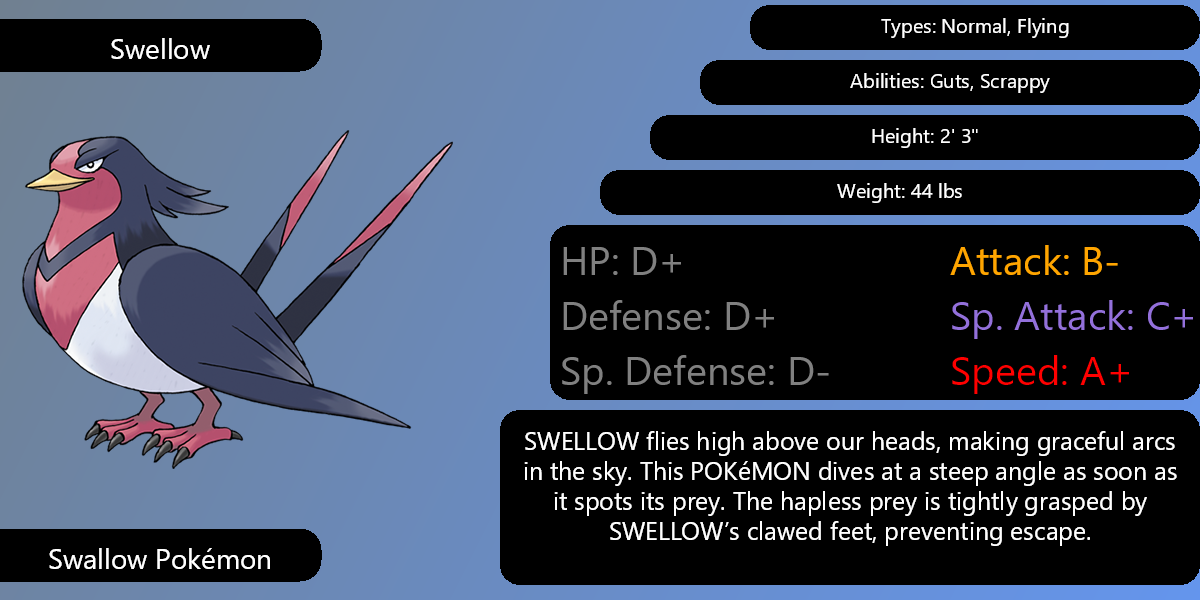 Swellow
Types: Normal, Flying
Abilities: Guts, Scrappy
Height: 2' 3"
Weight: 44 lbs
HP: D+
Attack: B-
Defense: D+
Sp. Attack: C+
Sp. Defense: D-
Speed: A+
SWELLOW flies high above our heads, making graceful arcs
in the sky. This POKéMON dives at a steep angle as soon as
it spots its prey. The hapless prey is tightly grasped by
SWELLOW’s clawed feet, preventing escape.
Swallow Pokémon